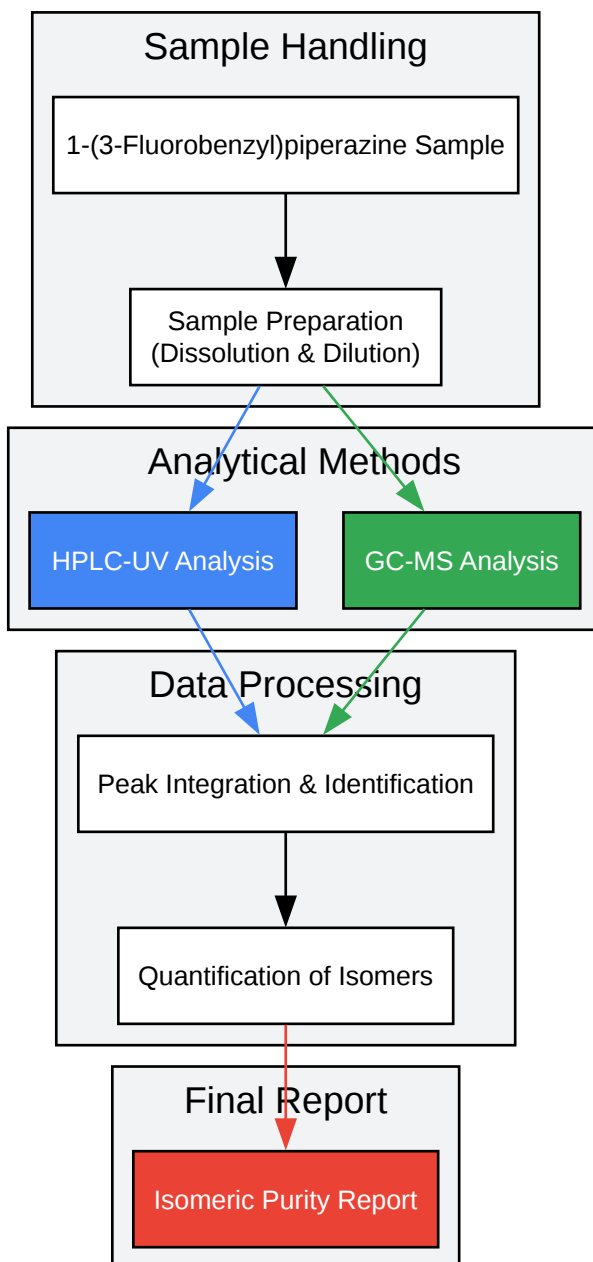 Sample Handling
1-(3-Fluorobenzyl)piperazine Sample
Sample Preparation
(Dissolution & Dilution)
Analytical Methods
HPLC-UV Analysis
GC-MS Analysis
Data Processing
Peak Integration & Identification
Quantification of Isomers
Final Report
Isomeric Purity Report